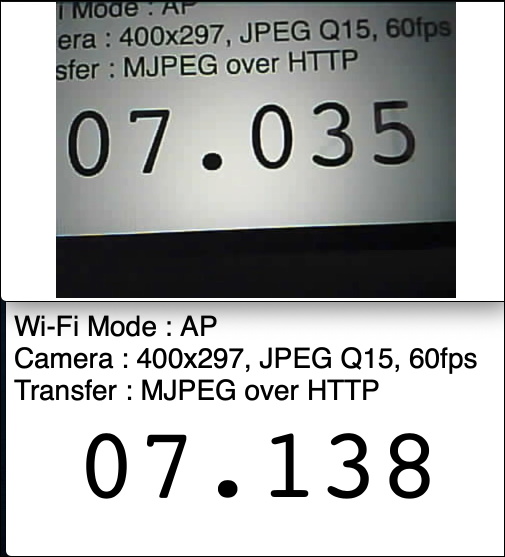 i Mode : AP
era : 400x297, JPEG Q15, 60fps
sfer : MJPEG over HTTP
07.035
Wi-Fi Mode : AP
Camera : 400x297, JPEG Q15, 60fps
Transfer : MJPEG over HTTP
07.138